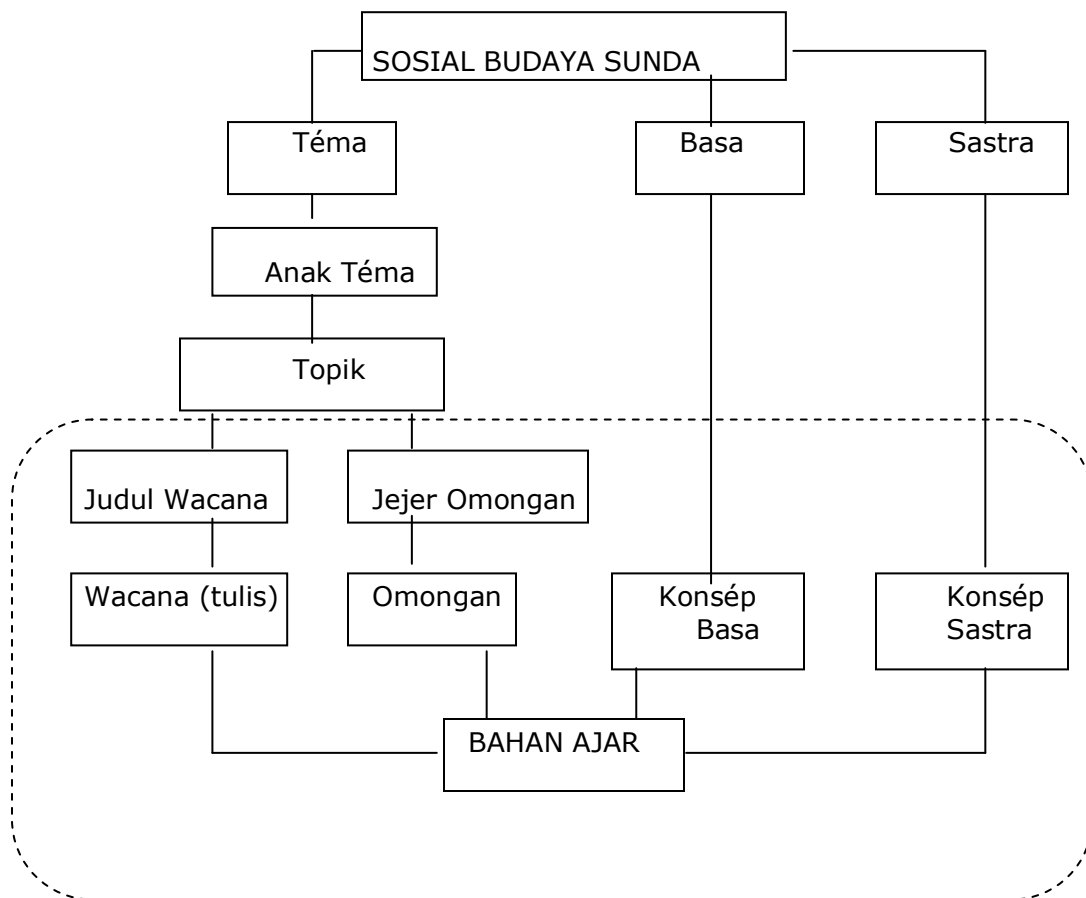 SOSIAL BUDAYA SUNDA
Téma
Basa
Sastra
Anak Téma
Topik
Judul Wacana
Jejer Omongan
Wacana (tulis)
Omongan
Konsép
Basa
Konsép
Sastra
BAHAN AJAR